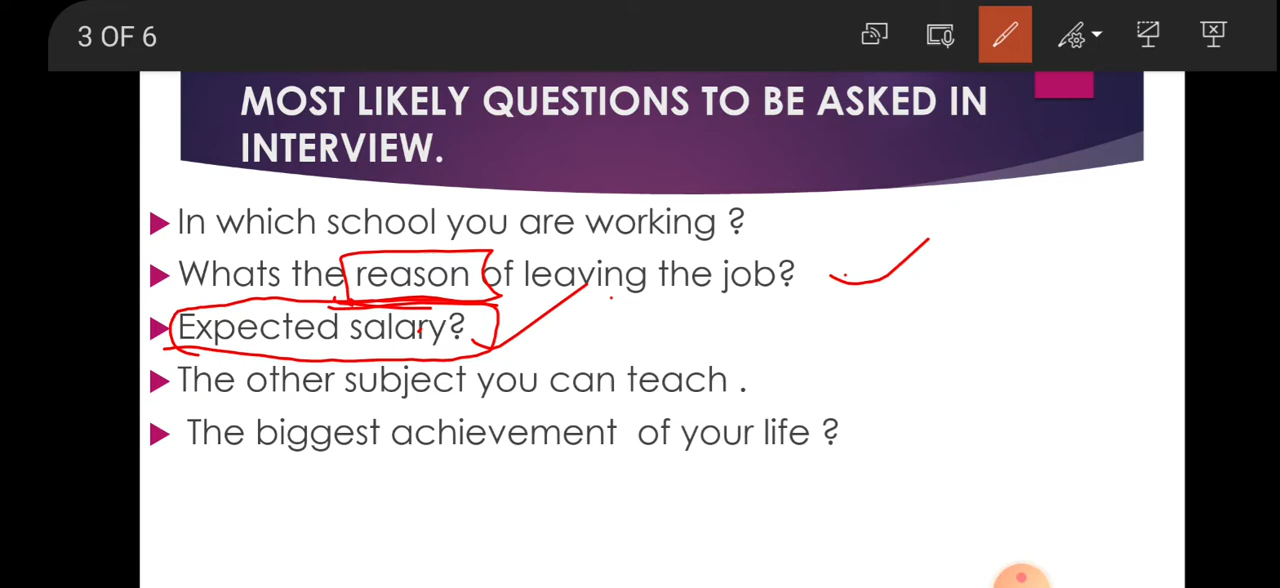 3 OF 6
MOST LIKELY QUESTIONS TO BE ASKED IN
INTERVIEW.
In which school you are working ?
Whats the reason of leaving the job?
Expected salary?
The other subject you can teach .
The biggest achievement of your life ?